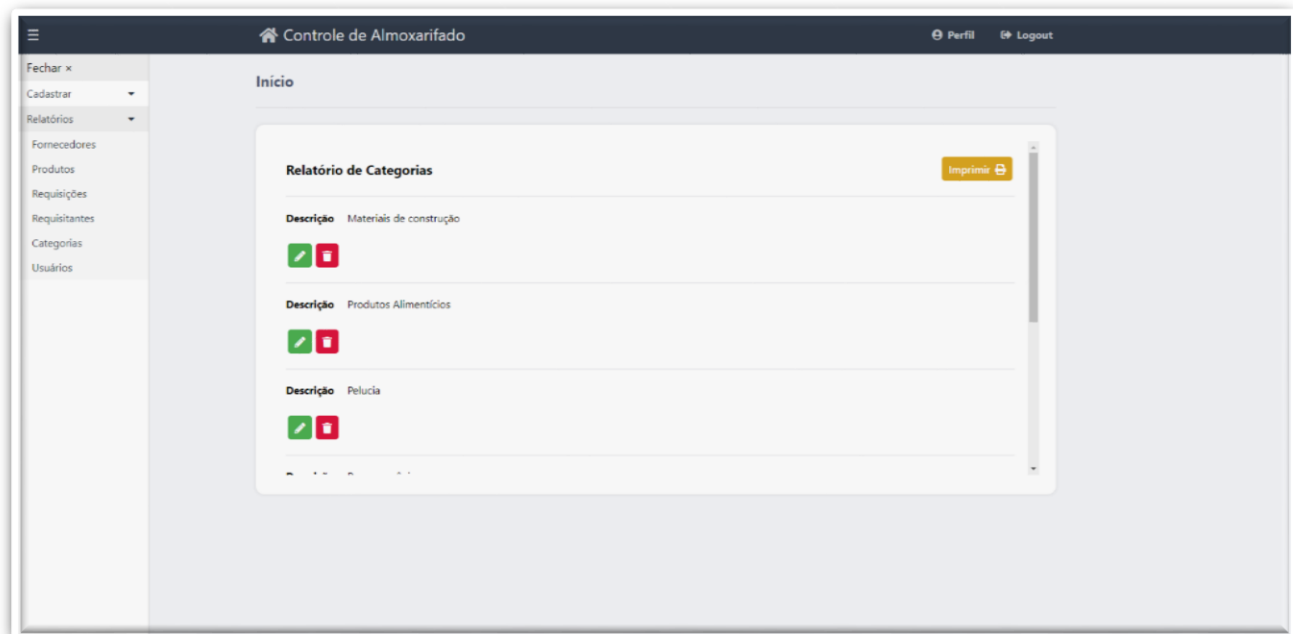 Controle de Almoxarifado Perfil Logout
Fechar ×
Início
Cadastrar
Relatórios
Fornecedores
Produtos
Requisições
Requisitantes
Categorias
Usuários
Relatório de Categorias Imprimir
Descrição Materiais de construção
Descrição Produtos Alimentícios
Descrição Pelucia